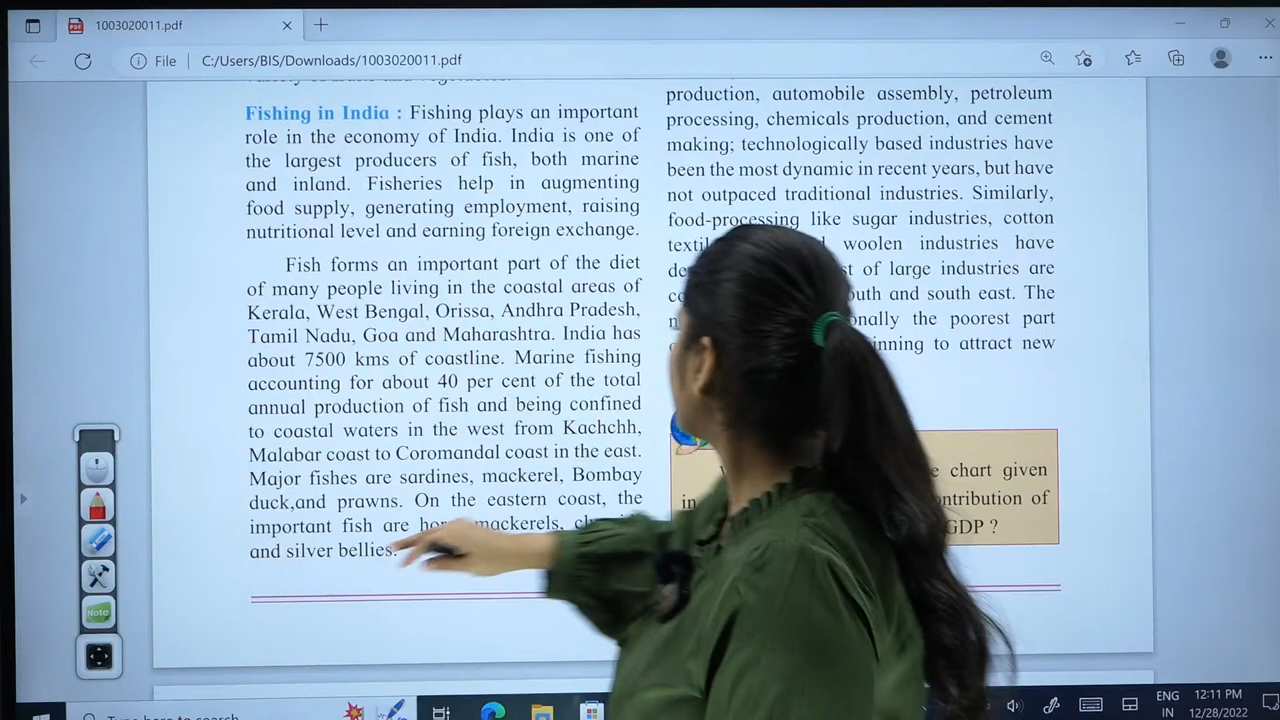 1003020011.pdf
File
C:/Users/BIS/Downloads/1003020011.pdf
Fishing in India : Fishing plays an important
role in the economy of India. India is one of
the largest producers of fish, both marine
and inland. Fisheries help in augmenting
food supply, generating employment, raising
nutritional level and earning foreign exchange.
Fish forms an important part of the diet
of many people living in the coastal areas of
Kerala, West Bengal, Orissa, Andhra Pradesh,
Tamil Nadu, Goa and Maharashtra. India has
about 7500 kms of coastline. Marine fishing
accounting for about 40 per cent of the total
annual production of fish and being confined
to coastal waters in the west from Kachchh,
Malabar coast to Coromandal coast in the east.
Major fishes are sardines, mackerel, Bombay
duck,and prawns. On the eastern coast, the
important fish are mackerels,
and silver bellies.
production, automobile assembly, petroleum
processing, chemicals production, and cement
making; technologically based industries have
been the most dynamic in recent years, but have
not outpaced traditional industries. Similarly,
food-processing like sugar industries, cotton
woolen industries have
of large industries are
and south east. The
the poorest part
to attract new
chart given
in of
GDP ?
Note
Type here to search
ENG
IN
12:11 PM
12/28/2022